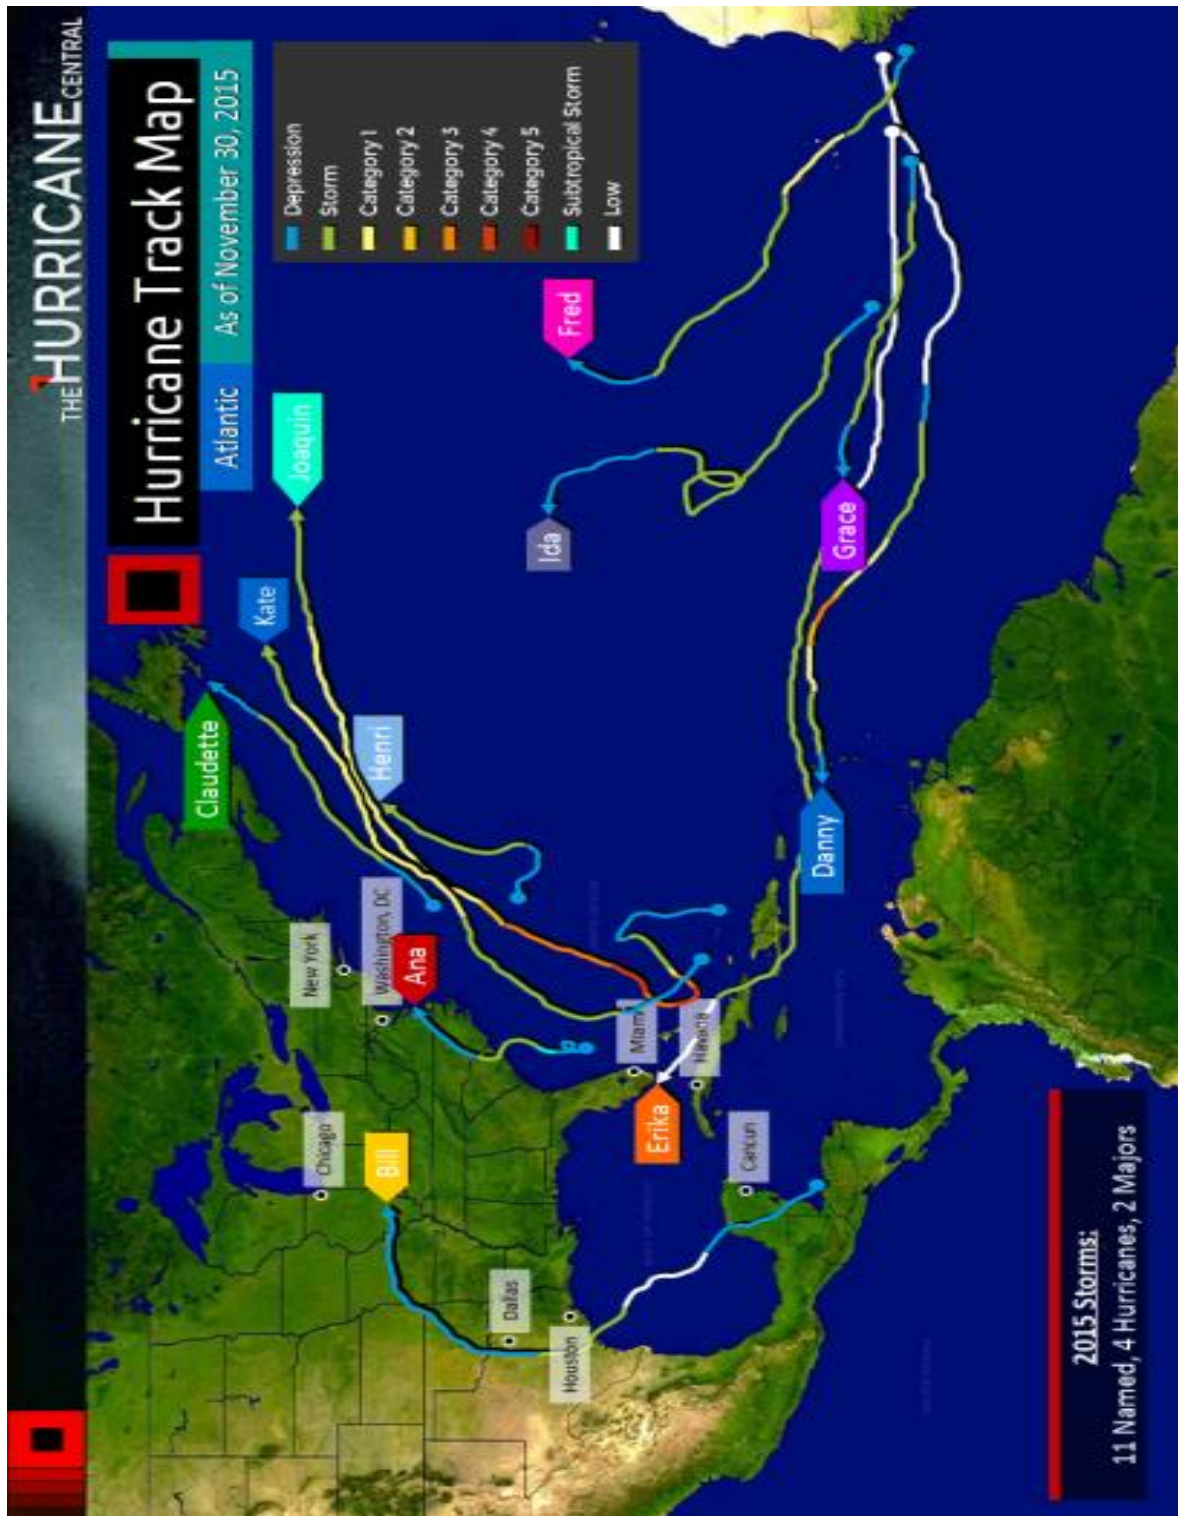 THE HURRICANE CENTRAL
Hurricane Track Map
Atlantic
As of November 30, 2015
Depression
Storm
Category 1
Category 2
Category 3
Category 4
Category 5
Subtropical Storm
Low
Claudette
Kate
Joaquin
Henri
Fred
Ida
Grace
Danny
Erika
Ana
Bill
New York
Washington, DC
Chicago
Dallas
Houston
Miami
Havana
Cancun
2015 Storms:
11 Named, 4 Hurricanes, 2 Majors